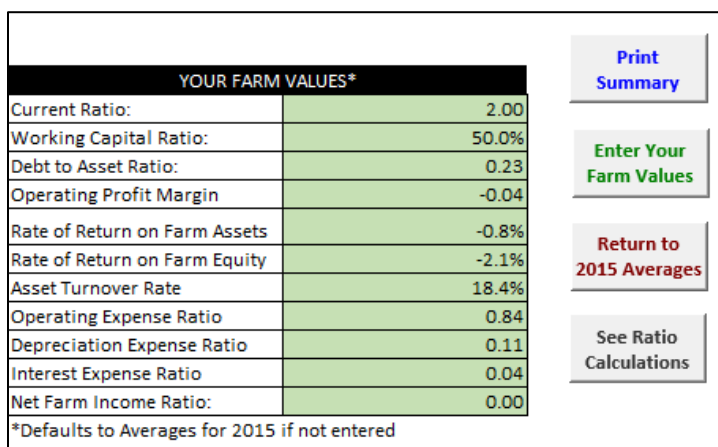 YOUR FARM VALUES*
Current Ratio: 2.00
Working Capital Ratio: 50.0%
Debt to Asset Ratio: 0.23
Operating Profit Margin -0.04
Rate of Return on Farm Assets -0.8%
Rate of Return on Farm Equity -2.1%
Asset Turnover Rate 18.4%
Operating Expense Ratio 0.84
Depreciation Expense Ratio 0.11
Interest Expense Ratio 0.04
Net Farm Income Ratio: 0.00
*Defaults to Averages for 2015 if not entered
Print
Summary
Enter Your
Farm Values
Return to
2015 Averages
See Ratio
Calculations